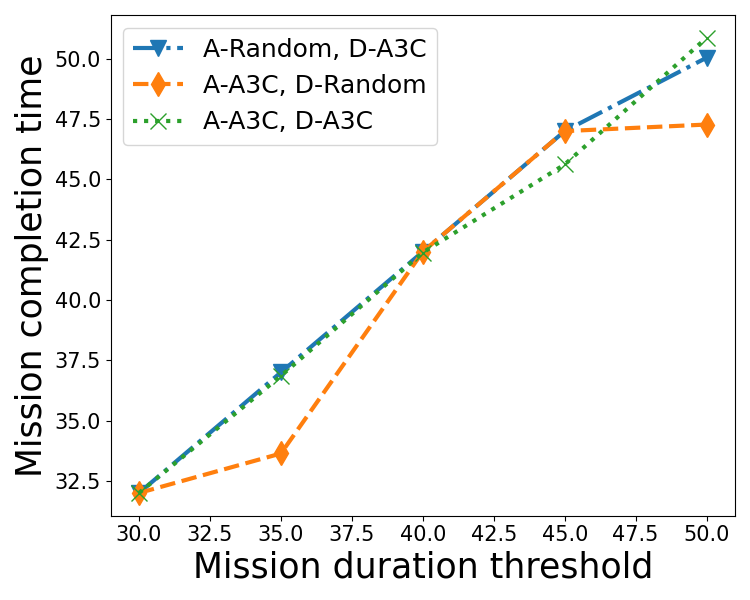 A-Random, D-A3C
A-A3C, D-Random
A-A3C, D-A3C
Mission completion time
50.0
47.5
45.0
42.5
40.0
37.5
35.0
32.5
30.0 32.5 35.0 37.5 40.0 42.5 45.0 47.5 50.0
Mission duration threshold